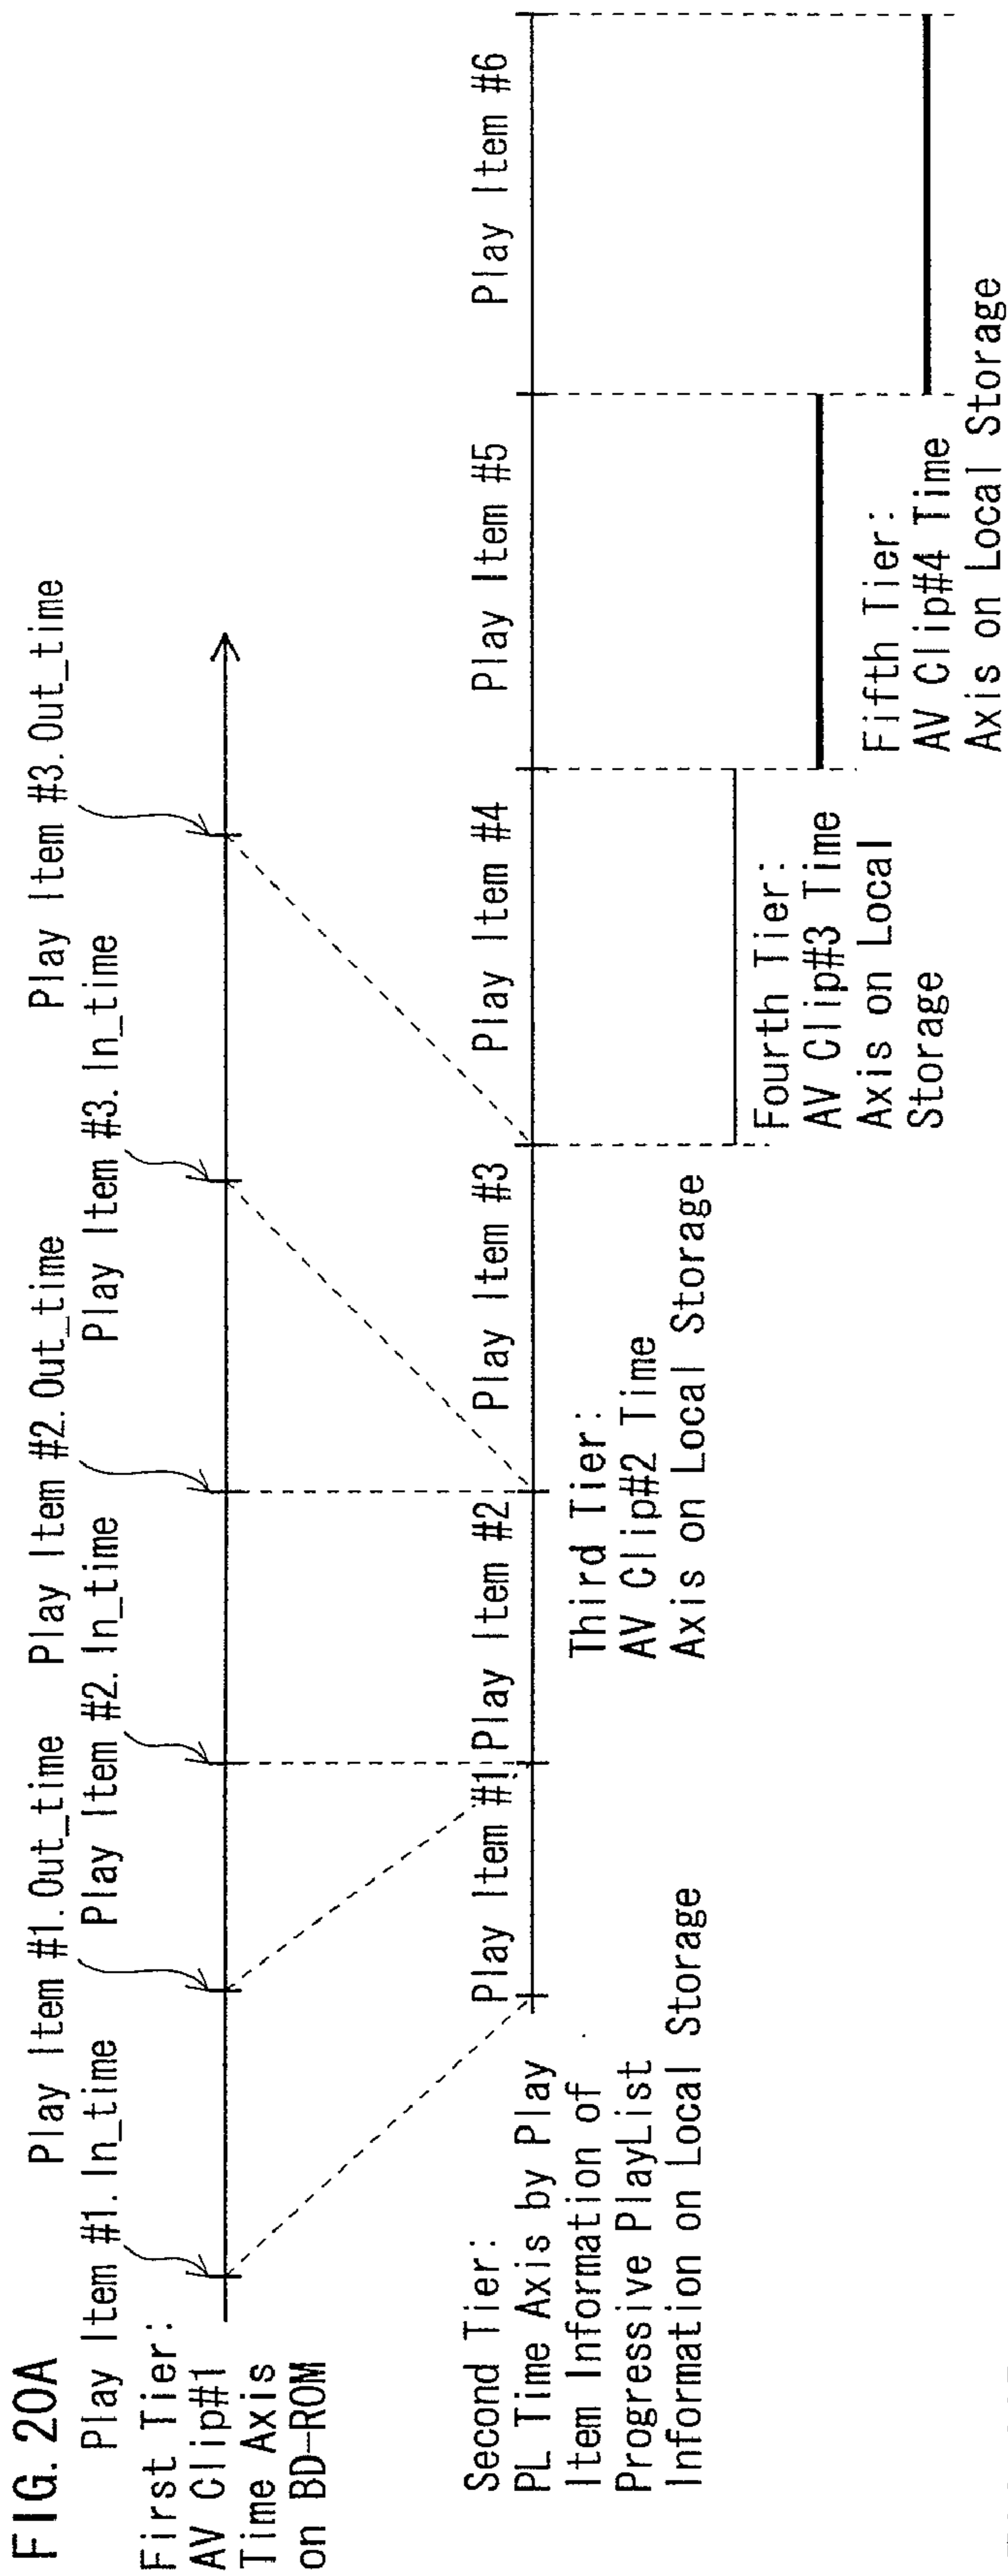 FIG. 20A
Play Item #1. In_time
Play Item #1. Out_time
Play Item #2. In_time
Play Item #2. Out_time
Play Item #3. In_time
Play Item #3. Out_time
First Tier:
AV Clip#1
Time Axis
on BD-ROM
Second Tier:
PL Time Axis by Play
Item Information of
Progressive PlayList
Information on Local Storage
Play Item #1
Play Item #2
Play Item #3
Play Item #4
Play Item #5
Play Item #6
Third Tier:
AV Clip#2 Time
Axis on Local Storage
Fourth Tier:
AV Clip#3 Time
Axis on Local
Storage
Fifth Tier:
AV Clip#4 Time
Axis on Local Storage